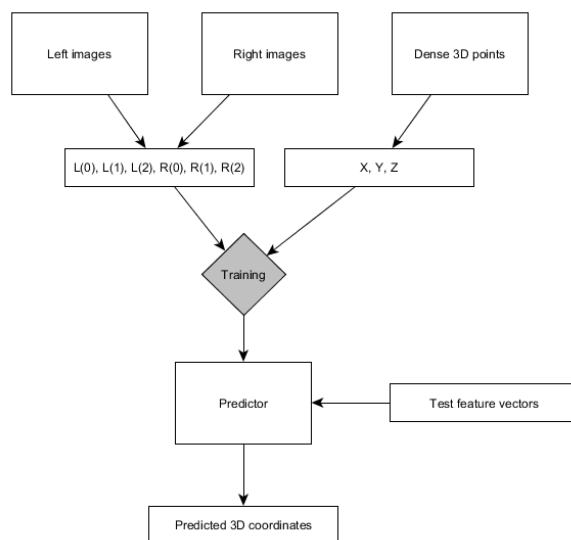 Left images
Right images
Dense 3D points
L(0), L(1), L(2), R(0), R(1), R(2)
X, Y, Z
Training
Predictor
Test feature vectors
Predicted 3D coordinates